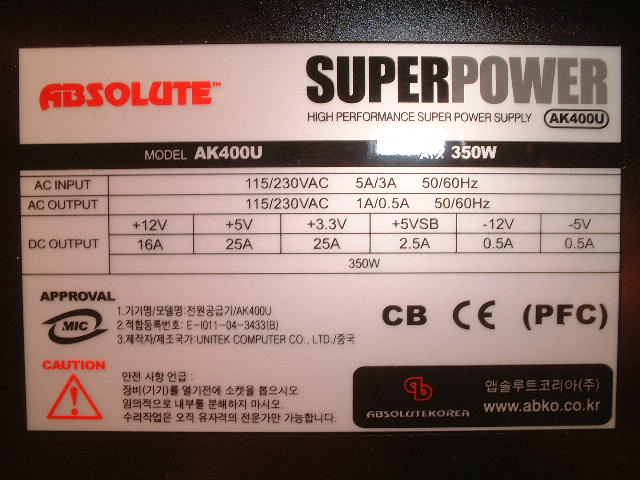 ABSOLUTE™
SUPERPOWER
HIGH PERFORMANCE SUPER POWER SUPPLY AK400U
MODEL AK400U 350W
AC INPUT 115/230VAC 5A/3A 50/60Hz
AC OUTPUT 115/230VAC 1A/0.5A 50/60Hz
DC OUTPUT +12V +5V +3.3V +5VSB -12V -5V
16A 25A 25A 2.5A 0.5A 0.5A
350W
APPROVAL
MIC
1.기기명/모델명:전원공급기/AK400U
2.적합등록번호: E-I011-04-3433(B)
3.제작자/제조국가: UNITEK COMPUTER CO., LTD./중국
CB CE (PFC)
CAUTION
안전 사항 언급 :
장비(기기)를 열기전에 소켓을 뽑으시오
임의적으로 내부를 분해하지 마시오.
수리작업은 오직 유자격의 전문가만 가능합니다.
ABSOLUTEKOREA
앱솔루트코리아(주)
www.abko.co.kr